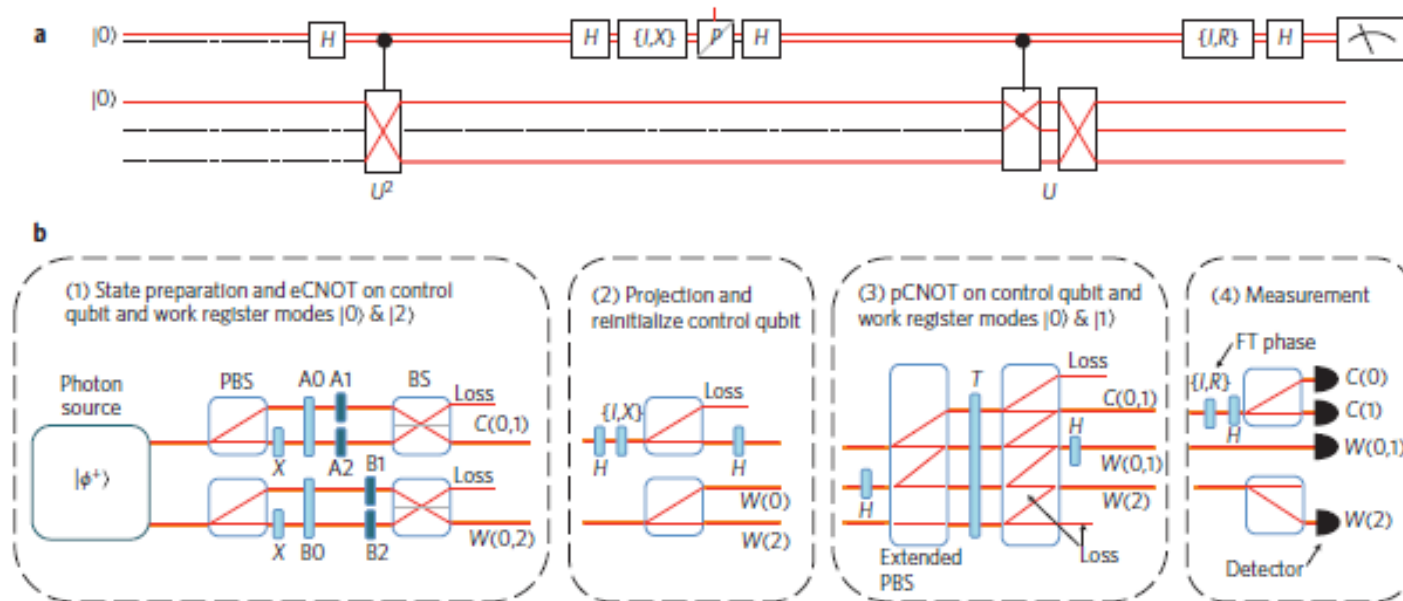 a
|0⟩ H H {I,X} P H {I,R} H
|0⟩
U² U
b
(1) State preparation and eCNOT on control
qubit and work register modes |0⟩ & |2⟩
Photon
source
|ϕ⁺⟩
PBS A0 A1 BS
Loss
C(0,1)
X A2 B1
Loss
W(0,2)
X B0 B2
(2) Projection and
reinitialize control qubit
{I,X} Loss
H H
W(0)
W(2)
(3) pCNOT on control qubit and
work register modes |0⟩ & |1⟩
T Loss
C(0,1)
H
W(0,1)
H W(2)
Extended
PBS
Loss
(4) Measurement
FT phase
{I,R} C(0)
H C(1)
W(0,1)
W(2)
Detector